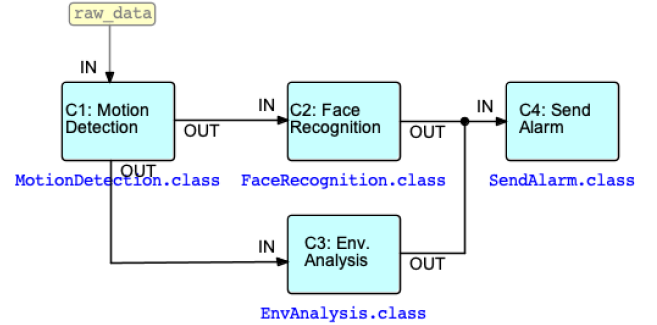 raw_data
IN
C1: Motion
Detection
OUT
OUT
MotionDetection.class
IN
C2: Face
Recognition
OUT
FaceRecognition.class
IN
C4: Send
Alarm
SendAlarm.class
IN
C3: Env.
Analysis
OUT
EnvAnalysis.class